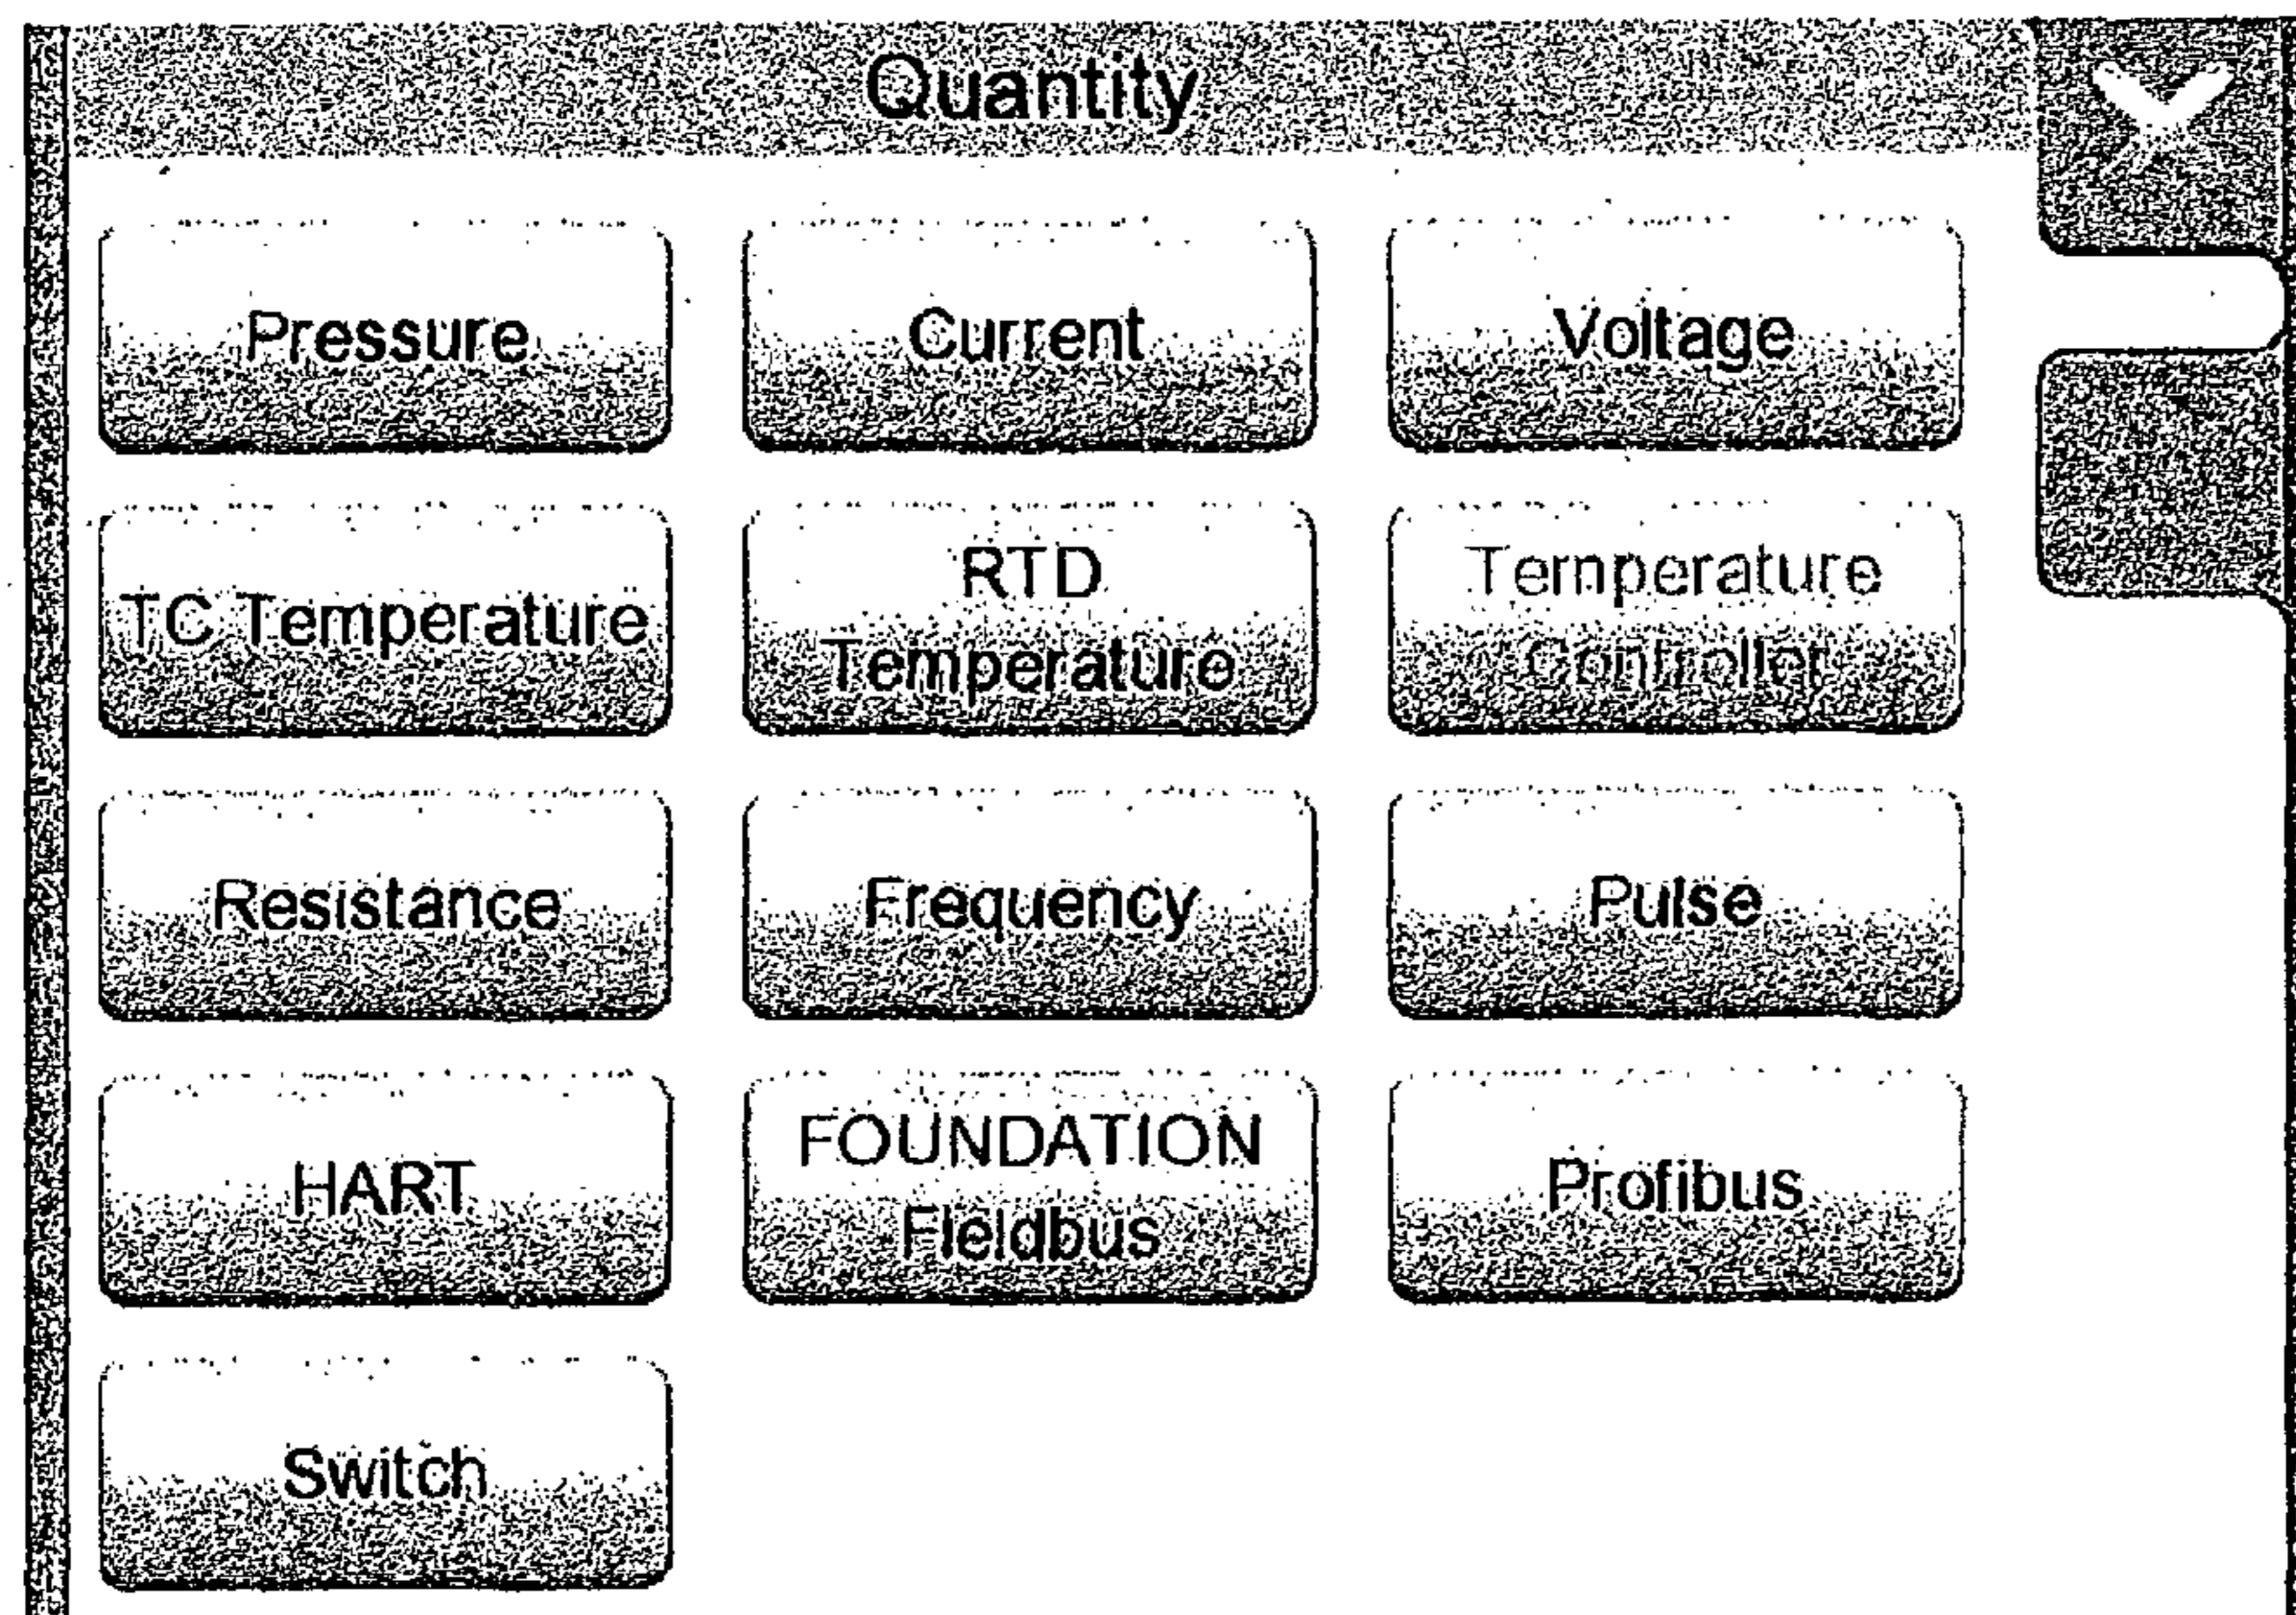 Quantity
Pressure
Current
Voltage
TC Temperature
RTD
Temperature
Temperature
Controller
Resistance
Frequency
Pulse
HART
FOUNDATION
Fieldbus
Profibus
Switch